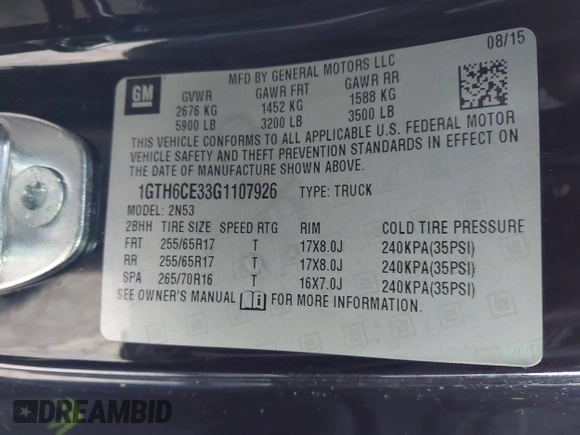 08/15
MFD BY GENERAL MOTORS LLC
GM
GVWR GAWR FRT GAWR RR
2676 KG 1452 KG 1588 KG
5900 LB 3200 LB 3500 LB
THIS VEHICLE CONFORMS TO ALL APPLICABLE U.S. FEDERAL MOTOR
VEHICLE SAFETY AND THEFT PREVENTION STANDARDS IN EFFECT ON
THE DATE OF MANUFACTURE SHOWN ABOVE.
1GTH6CE33G1107926 TYPE: TRUCK
MODEL: 2N53
2BHH TIRE SIZE SPEED RTG RIM COLD TIRE PRESSURE
FRT 255/65R17 T 17X8.0J 240KPA(35PSI)
RR 255/65R17 T 17X8.0J 240KPA(35PSI)
SPA 265/70R16 T 16X7.0J 240KPA(35PSI)
SEE OWNER'S MANUAL FOR MORE INFORMATION.
DREAMBID